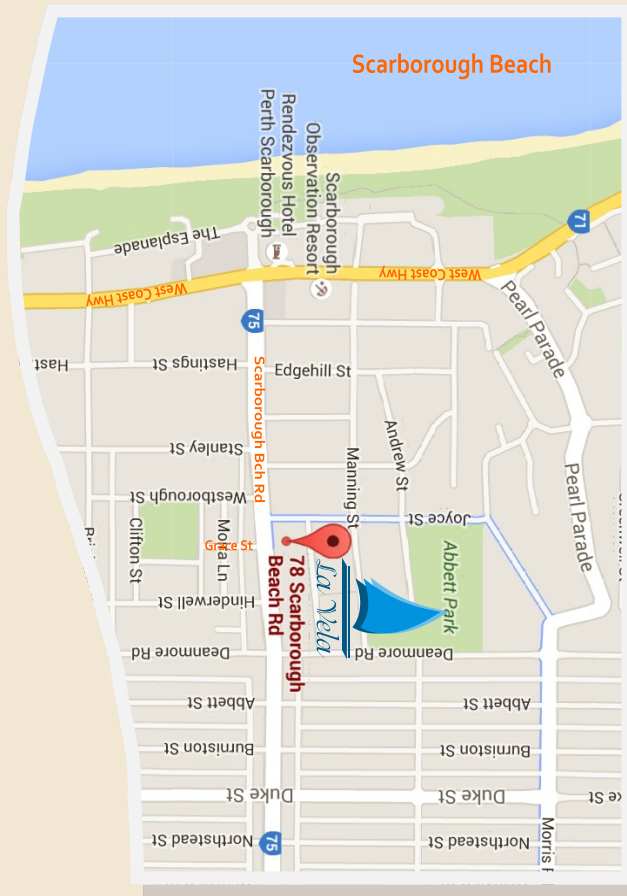 Scarborough Beach
Rendezvous Hotel
Perth Scarborough
Scarborough
Observation Resort
71
The Esplanade
West Coast Hwy
West Coast Hwy
Pearl Parade
75
Hast
Hastings St
Edgehill St
Scarborough Bch Rd
Stanley St
Andrew St
Manning St
Westborough St
Joyce St
Pearl Parade
Clifton St
Grace St
Abbett Park
78 Scarborough
Beach Rd
La Vela
Hinderwell St
Deanmore Rd
Deanmore Rd
Abbett St
Abbett St
Burniston St
Burniston St
Duke St
Duke St
Northstead St
75
Northstead St
Morris